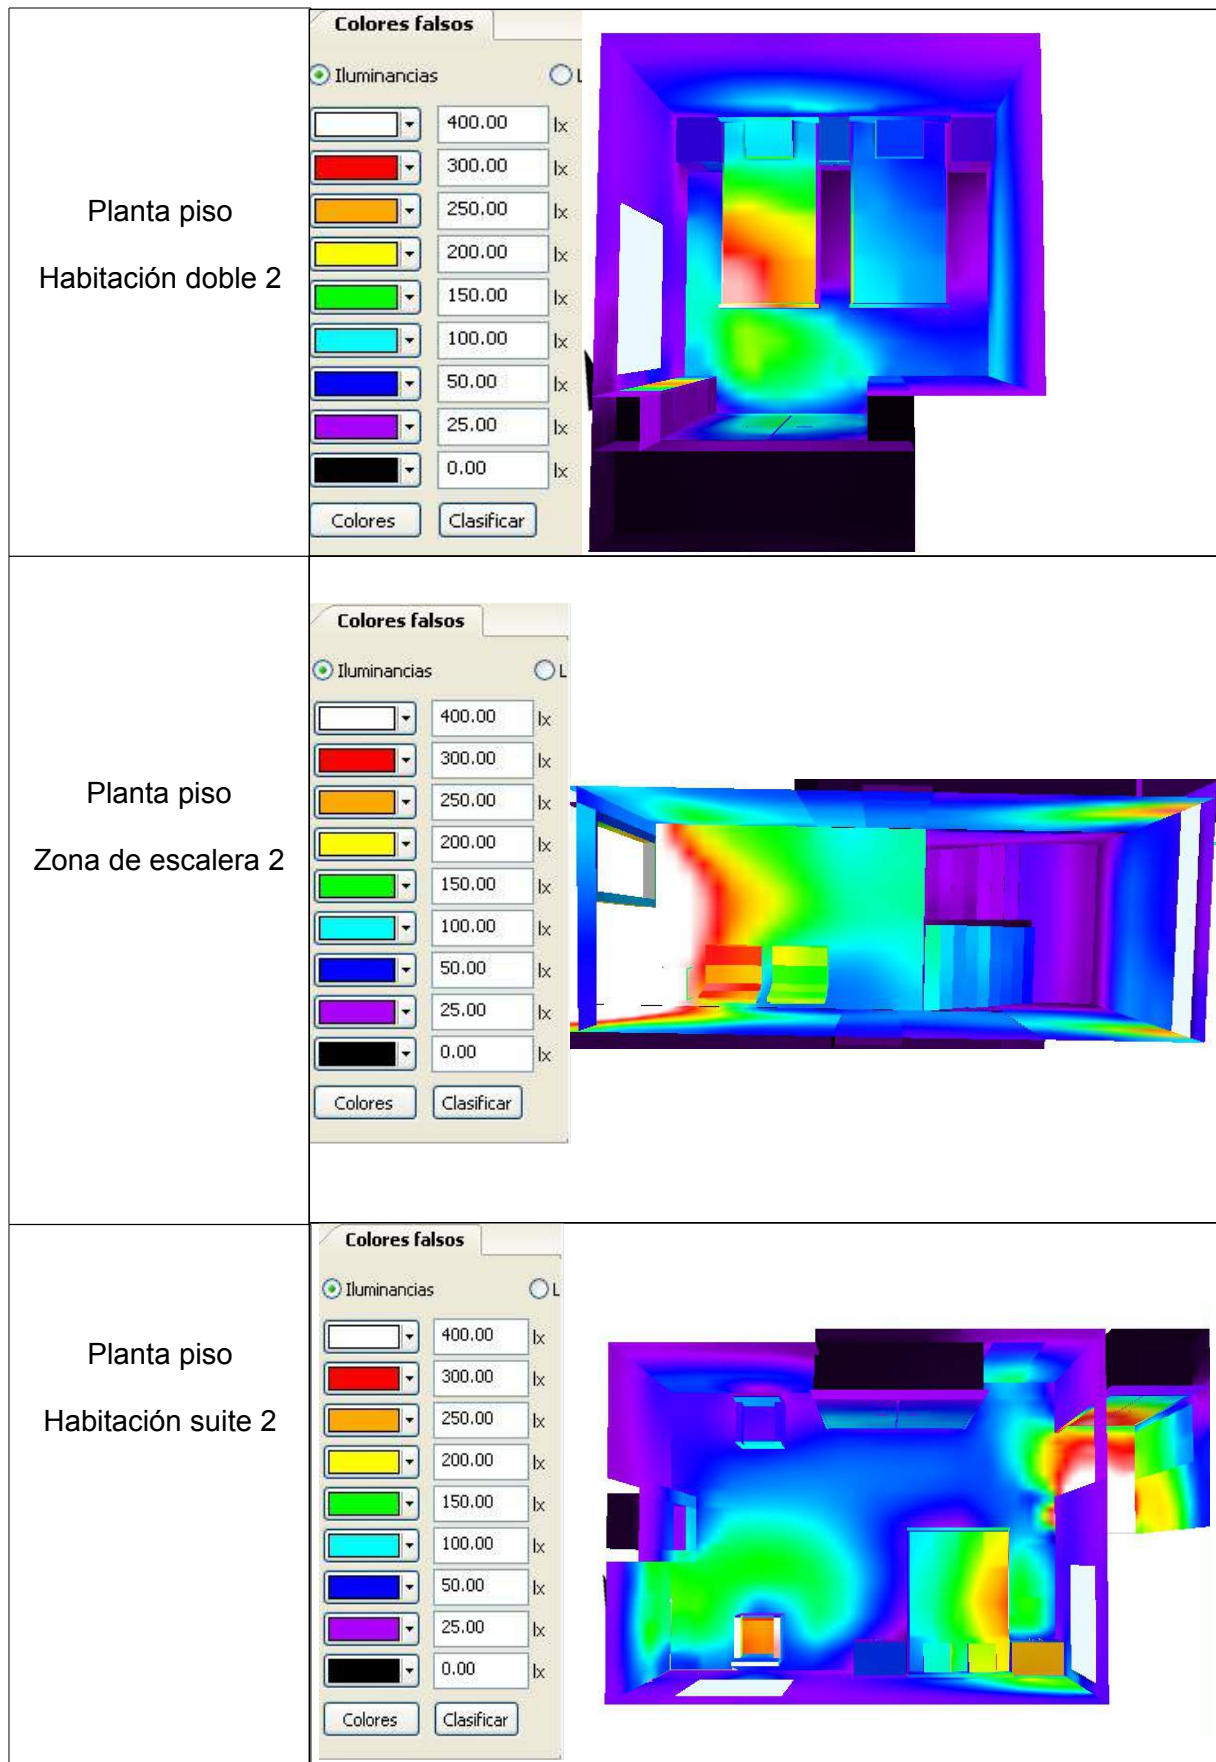 Planta piso
Habitación doble 2
Colores falsos
Iluminancias
L
400.00 lx
300.00 lx
250.00 lx
200.00 lx
150.00 lx
100.00 lx
50.00 lx
25.00 lx
0.00 lx
Colores Clasificar
Planta piso
Zona de escalera 2
Colores falsos
Iluminancias
L
400.00 lx
300.00 lx
250.00 lx
200.00 lx
150.00 lx
100.00 lx
50.00 lx
25.00 lx
0.00 lx
Colores Clasificar
Planta piso
Habitación suite 2
Colores falsos
Iluminancias
L
400.00 lx
300.00 lx
250.00 lx
200.00 lx
150.00 lx
100.00 lx
50.00 lx
25.00 lx
0.00 lx
Colores Clasificar